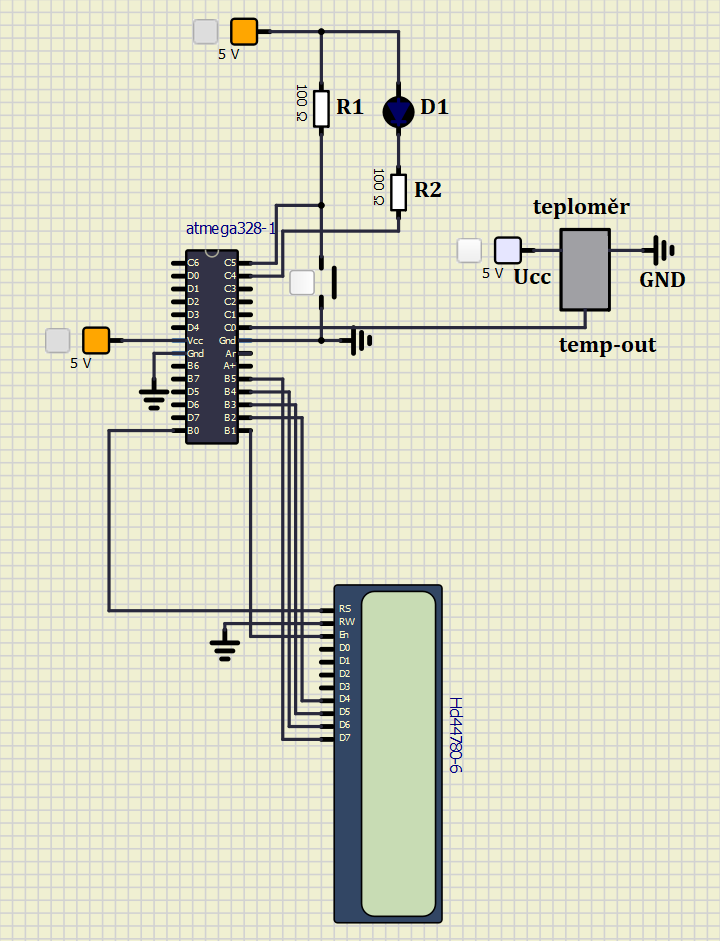 5 V
100 Ω
R1
D1
100 Ω
R2
atmega328-1
teploměr
5 V
Ucc
GND
temp-out
5 V
C6
D0
D1
D2
D3
D4
Vcc
Gnd
B6
B7
D5
D6
D7
B0
C5
C4
C3
C2
C1
C0
Gnd
Ar
A+
B5
B4
B3
B2
B1
RS
RW
En
D0
D1
D2
D3
D4
D5
D6
D7
Hd44780-6